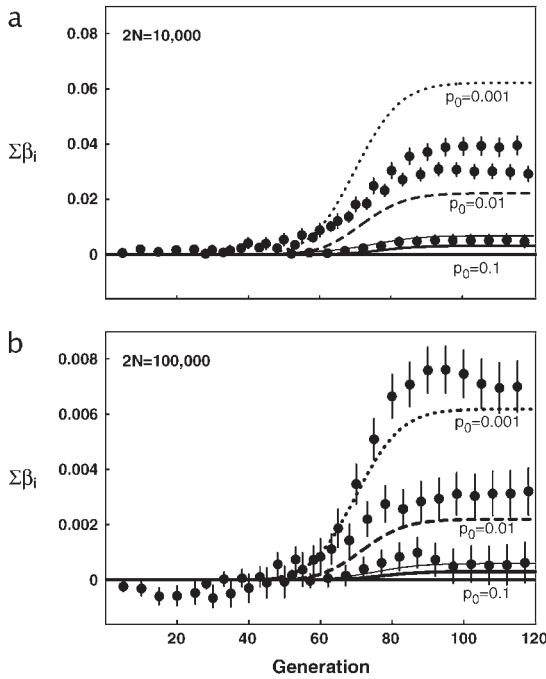 a
0.08
2N=10,000
0.06
p0=0.001
Σβi
0.04
0.02
p0=0.01
0
p0=0.1
b
0.008
2N=100,000
0.006
p0=0.001
Σβi
0.004
0.002
p0=0.01
0
p0=0.1
20 40 60 80 100 120
Generation